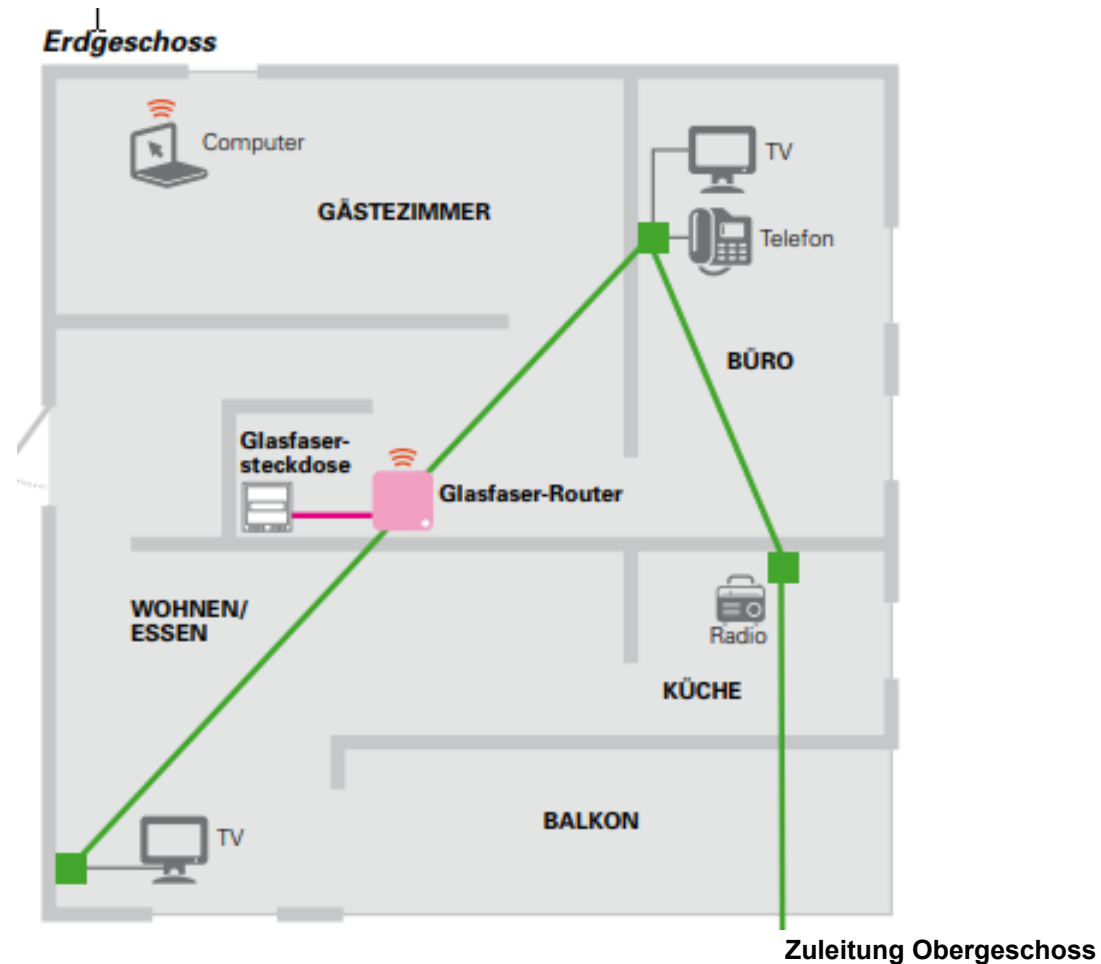 Erdgeschoss
Computer
TV
GÄSTEZIMMER
Telefon
BÜRO
Glasfaser-
steckdose
Glasfaser-Router
WOHNEN/
ESSEN
Radio
KÜCHE
BALKON
TV
Zuleitung Obergeschoss